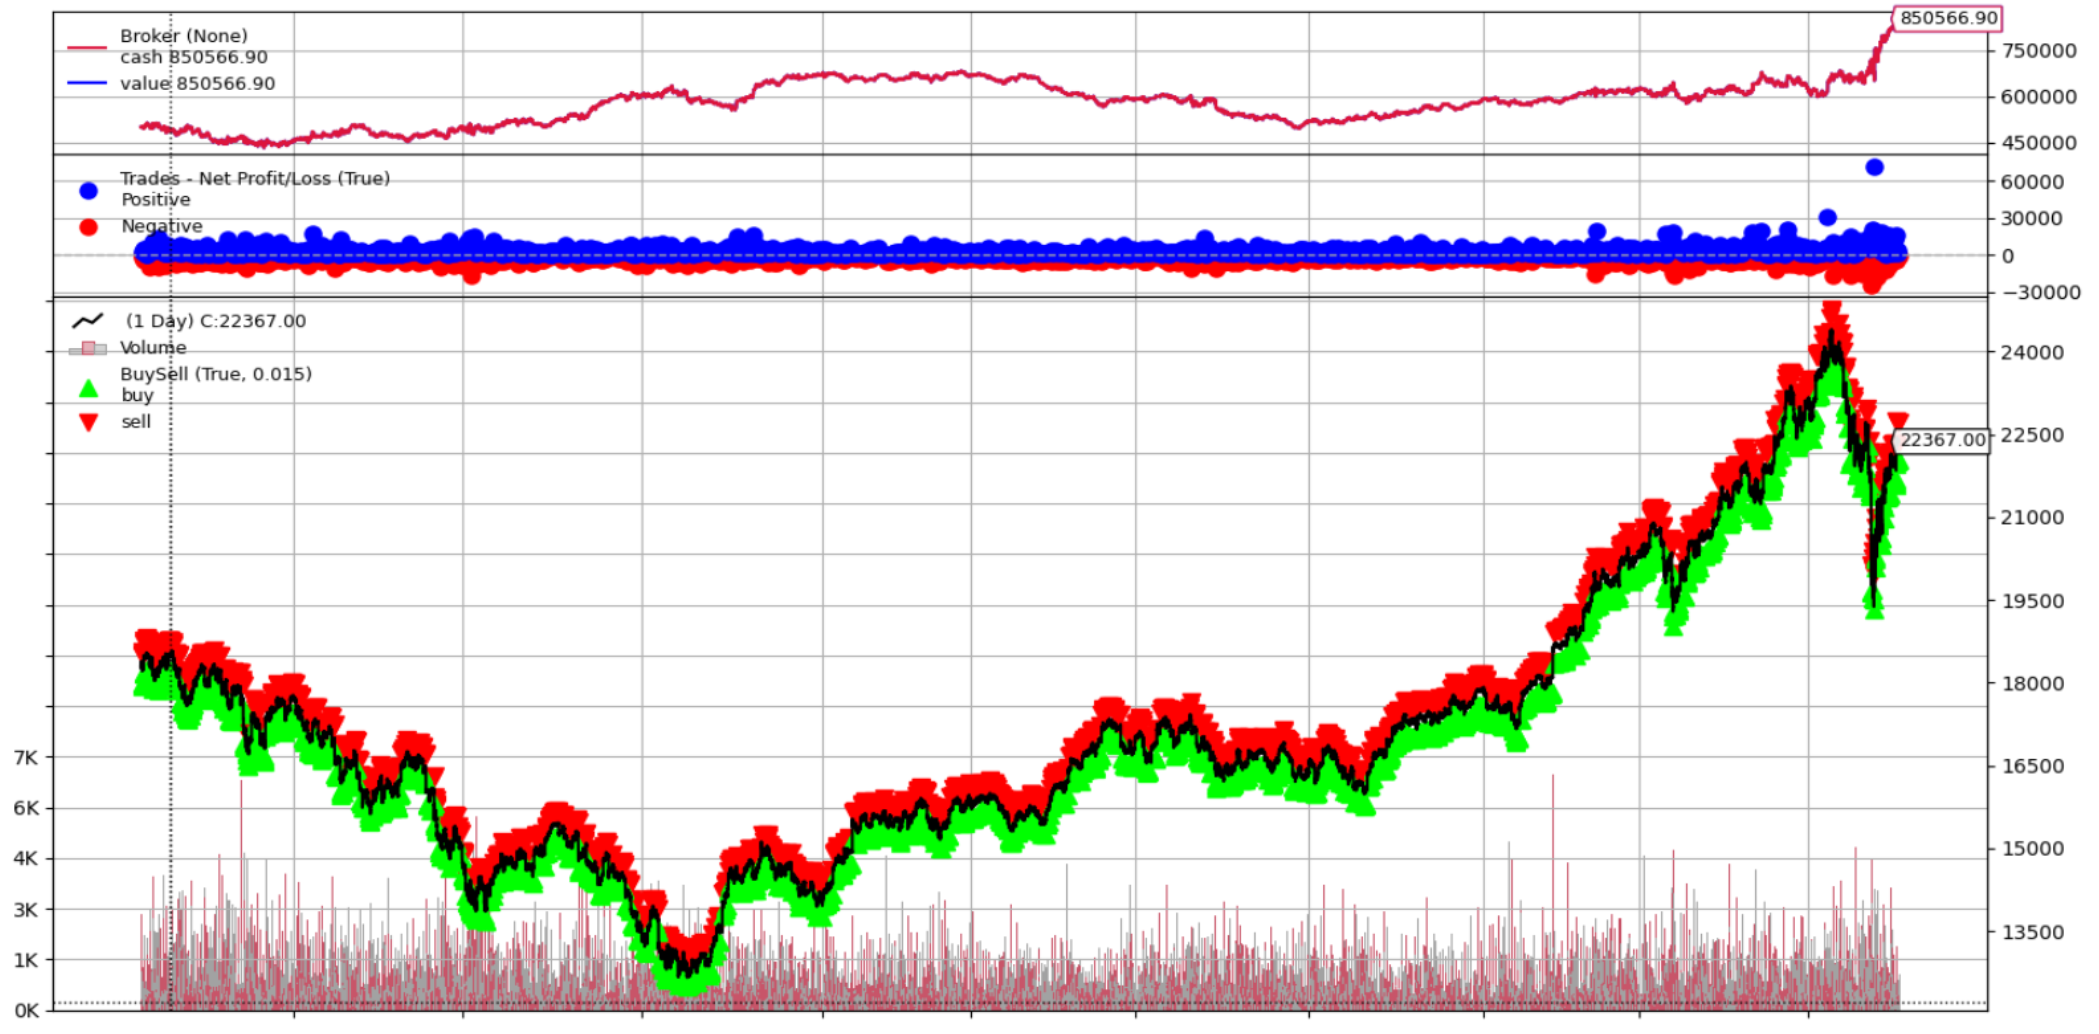 850566.90
Broker (None)
cash 850566.90
value 850566.90
750000
600000
450000
Trades - Net Profit/Loss (True)
Positive
Negative
60000
30000
0
−30000
(1 Day) C:22367.00
Volume
BuySell (True, 0.015)
buy
sell
24000
22500
22367.00
21000
19500
18000
16500
15000
13500
7K
6K
4K
3K
1K
0K